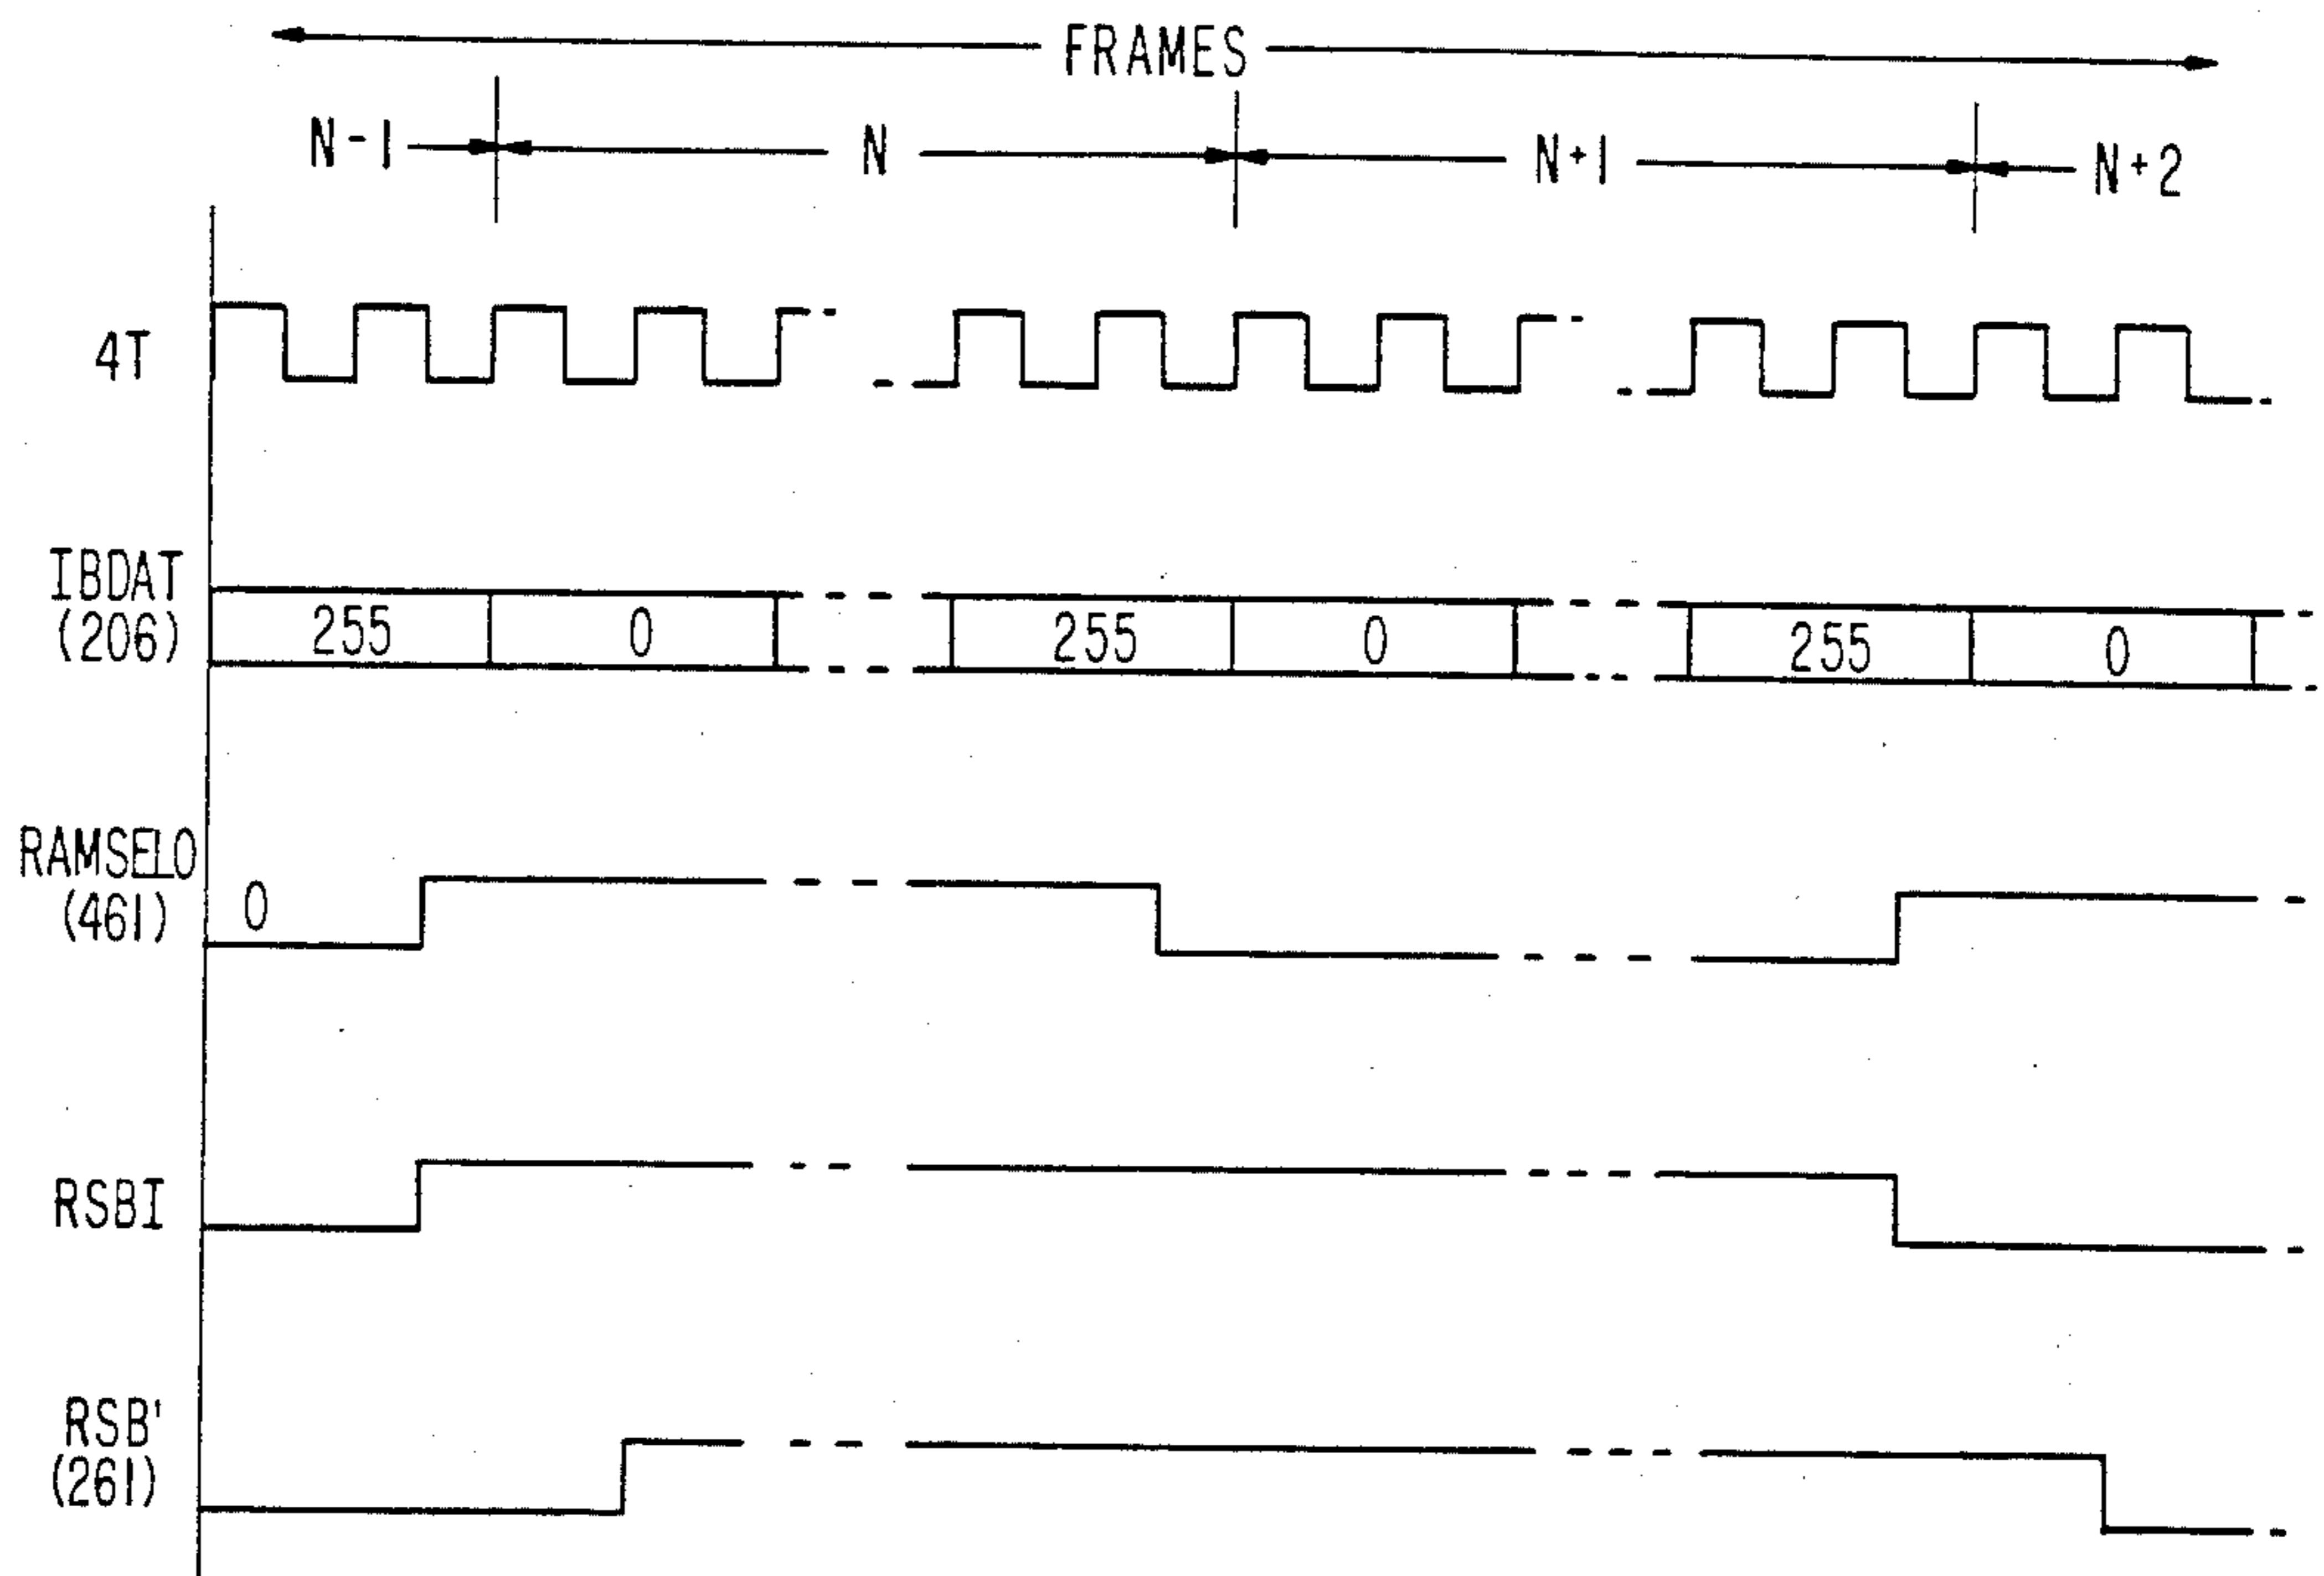 FRAMES
N-1 N N+1 N+2
4T
IBDAT
(206)
255 0 255 0 255 0
RAMSEL0
(461)
0
RSBI
RSB'
(261)